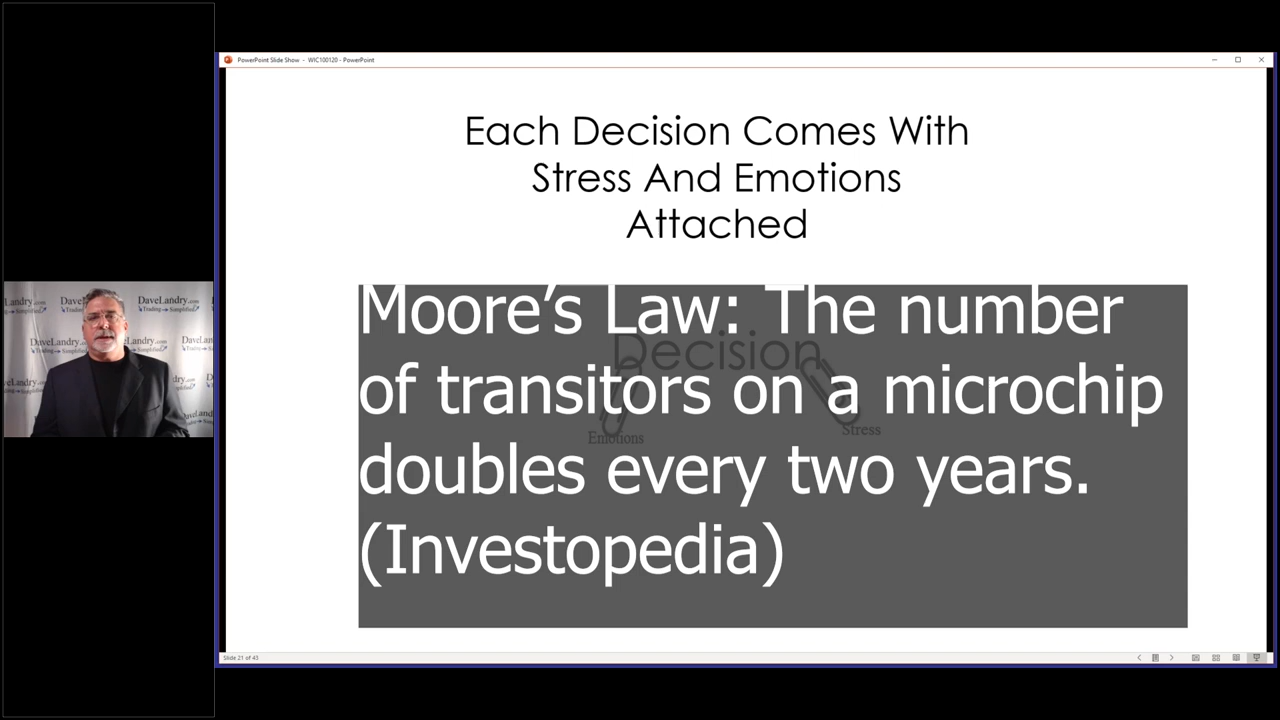 PowerPoint Slide Show - WIC100120 - PowerPoint
Each Decision Comes With
Stress And Emotions
Attached
Moore's Law: The number
of transitors on a microchip
doubles every two years.
(Investopedia)
Decision
Emotions
Stress
DaveLandry.com
Trading Simplified
Slide 21 of 43